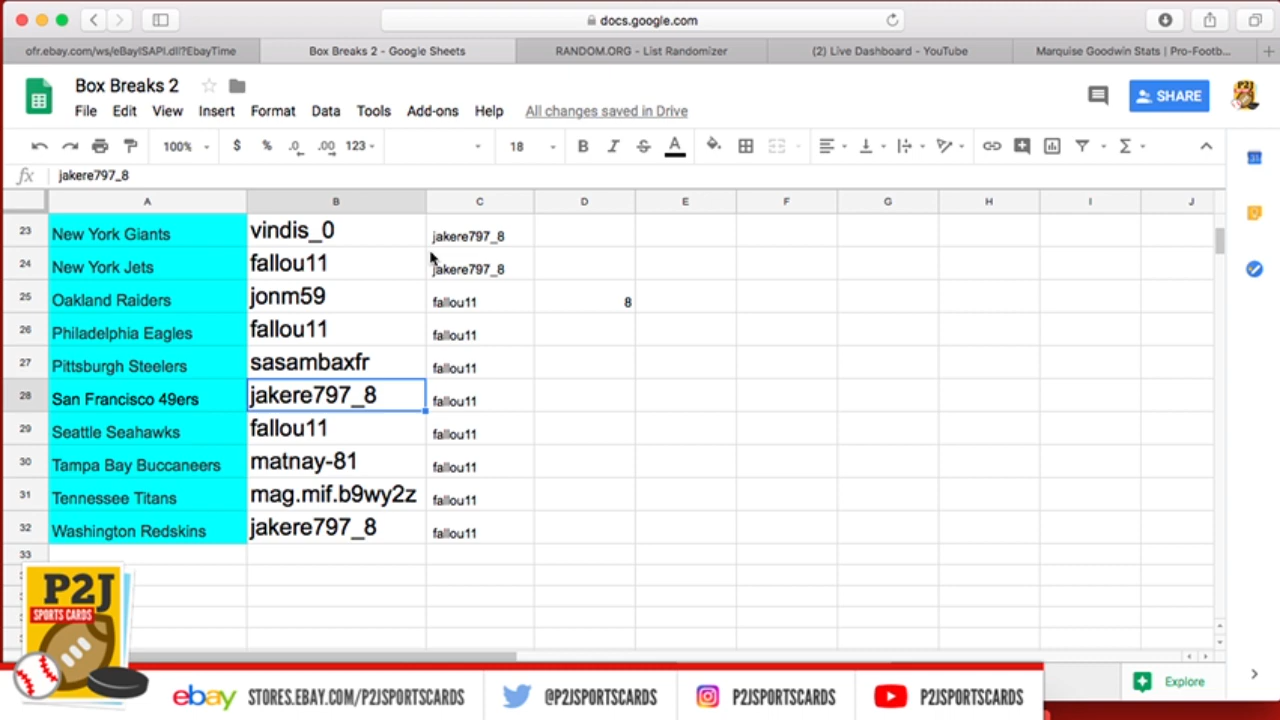 docs.google.com
ofr.ebay.com/ws/eBayISAPI.dll?EbayTime
Box Breaks 2 - Google Sheets
RANDOM.ORG - List Randomizer
(2) Live Dashboard - YouTube
Marquise Goodwin Stats | Pro-Footb...
Box Breaks 2
File Edit View Insert Format Data Tools Add-ons Help All changes saved in Drive
SHARE
100% $ % .0 .00 123 18 B I S A
fx jakere797_8
A B C D E F G H I J
23 New York Giants vindis_0 jakere797_8
24 New York Jets fallou11 jakere797_8
25 Oakland Raiders jonm59 fallou11 8
26 Philadelphia Eagles fallou11 fallou11
27 Pittsburgh Steelers sasambaxfr fallou11
28 San Francisco 49ers jakere797_8 fallou11
29 Seattle Seahawks fallou11 fallou11
30 Tampa Bay Buccaneers matnay-81 fallou11
31 Tennessee Titans mag.mif.b9wy2z fallou11
32 Washington Redskins jakere797_8 fallou11
33
P2J
SPORTS CARDS
ebay STORES.EBAY.COM/P2JSPORTSCARDS
@P2JSPORTSCARDS
P2JSPORTSCARDS
P2JSPORTSCARDS
Explore